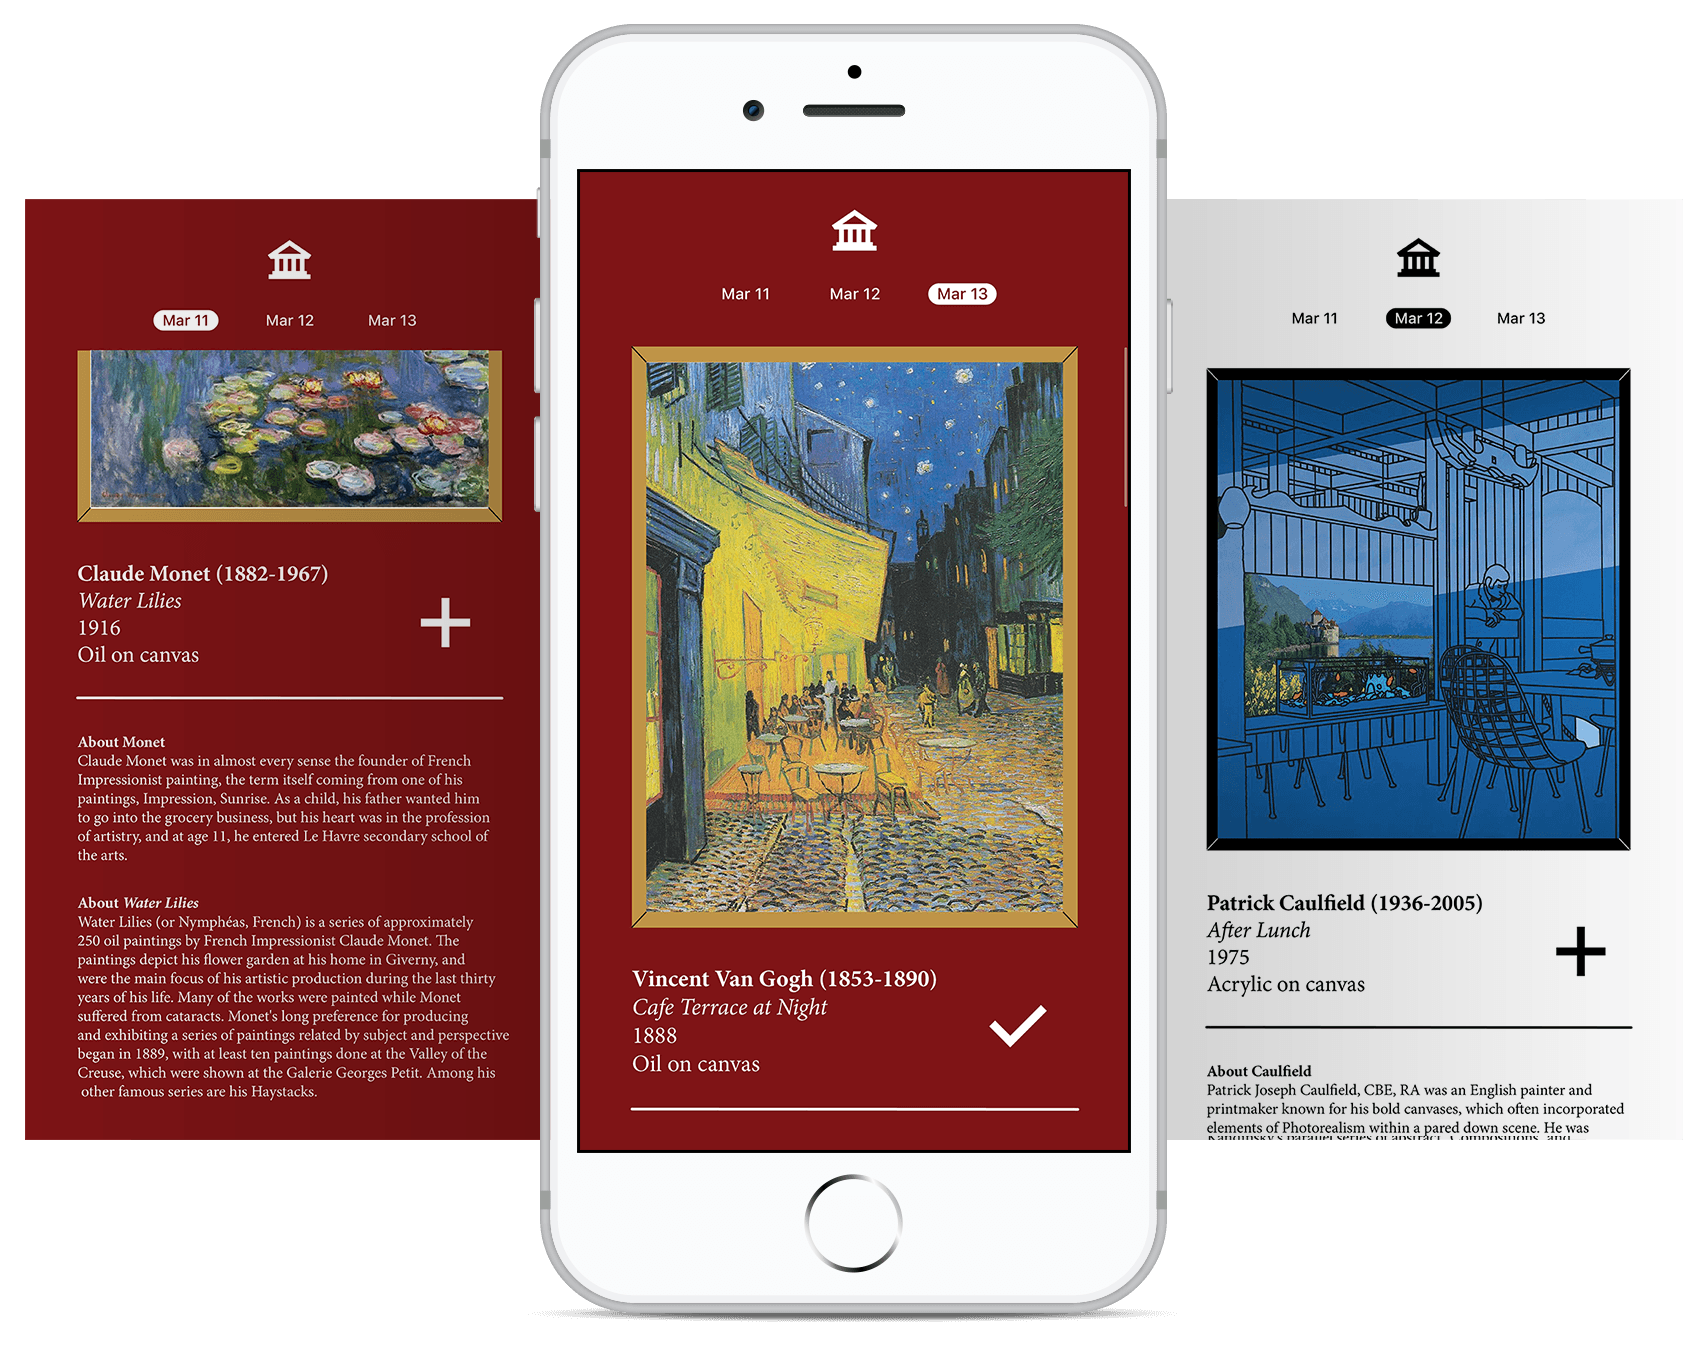 Mar 11 Mar 12 Mar 13
Claude Monet (1882-1967)
Water Lilies
1916
Oil on canvas
About Monet
Claude Monet was in almost every sense the founder of French
Impressionist painting, the term itself coming from one of his
paintings, Impression, Sunrise. As a child, his father wanted him
to go into the grocery business, but his heart was in the profession
of artistry, and at age 11, he entered Le Havre secondary school of
the arts.
About Water Lilies
Water Lilies (or Nymphéas, French) is a series of approximately
250 oil paintings by French Impressionist Claude Monet. The
paintings depict his flower garden at his home in Giverny, and
were the main focus of his artistic production during the last thirty
years of his life. Many of the works were painted while Monet
suffered from cataracts. Monet's long preference for producing
and exhibiting a series of paintings related by subject and perspective
began in 1889, with at least ten paintings done at the Valley of the
Creuse, which were shown at the Galerie Georges Petit. Among his
other famous series are his Haystacks.
Mar 11 Mar 12 Mar 13
Vincent Van Gogh (1853-1890)
Cafe Terrace at Night
1888
Oil on canvas
Mar 11 Mar 12 Mar 13
Patrick Caulfield (1936-2005)
After Lunch
1975
Acrylic on canvas
About Caulfield
Patrick Joseph Caulfield, CBE, RA was an English painter and
printmaker known for his bold canvases, which often incorporated
elements of Photorealism within a pared down scene. He was